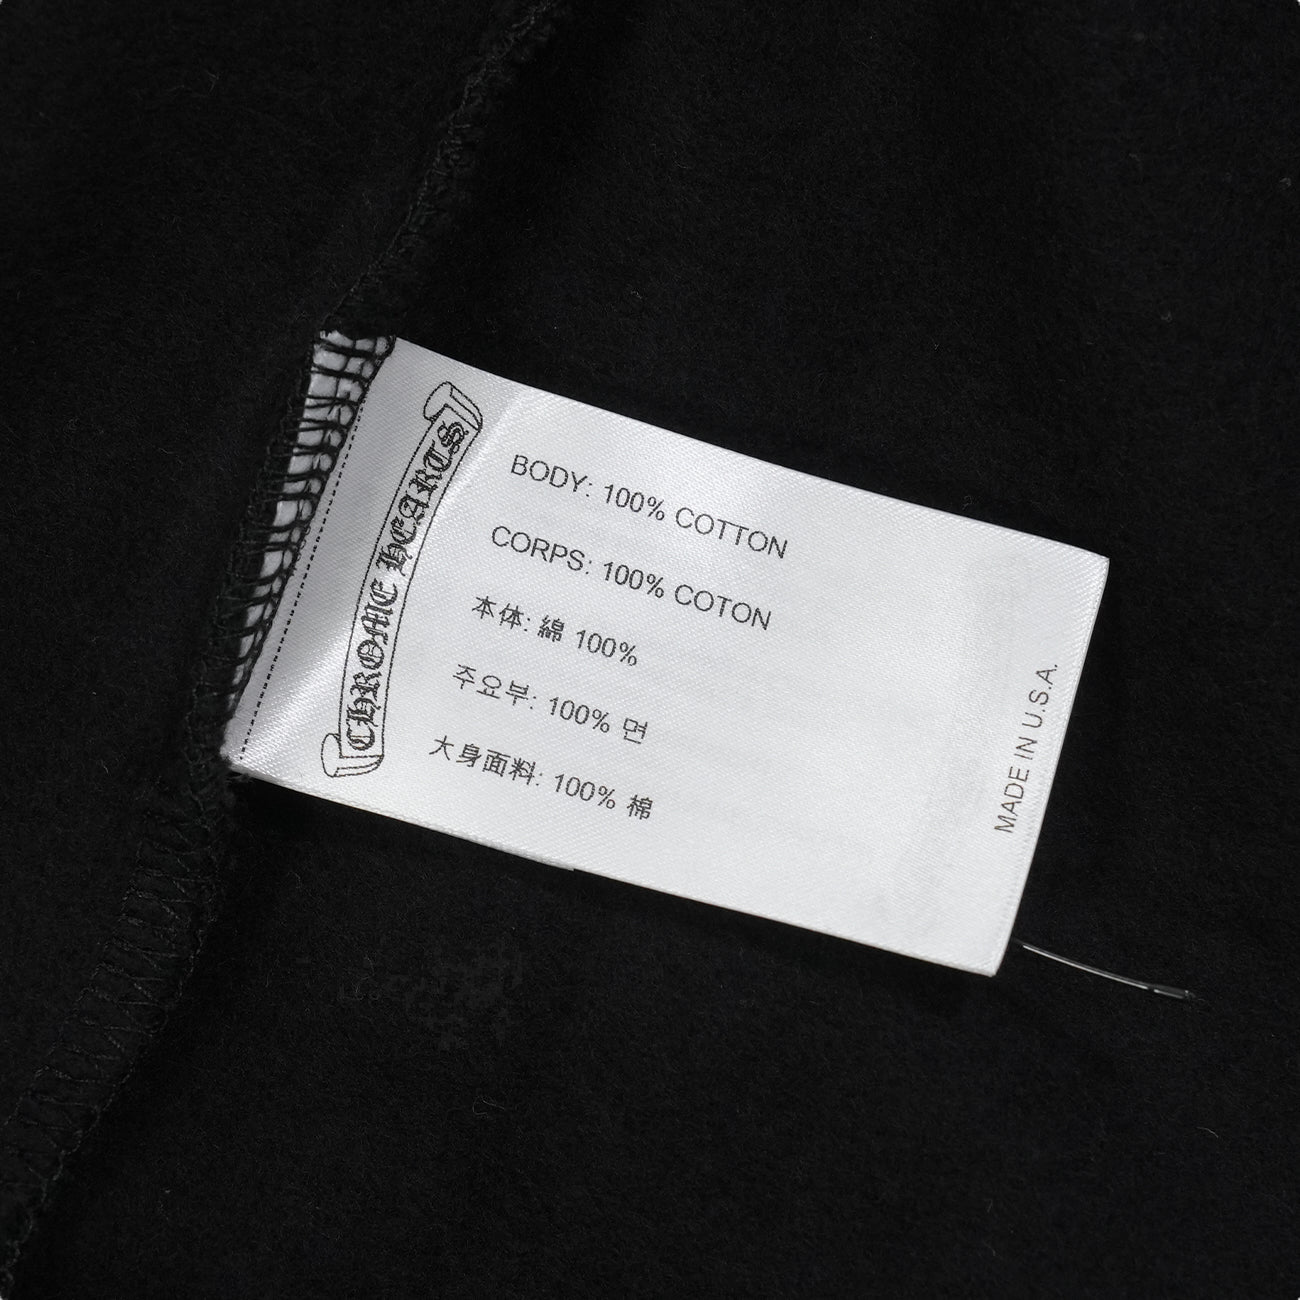 CHROME HEARTS
BODY: 100% COTTON
CORPS: 100% COTON
本体: 綿 100%
주요부: 100% 면
大身面料: 100% 棉
MADE IN U.S.A.